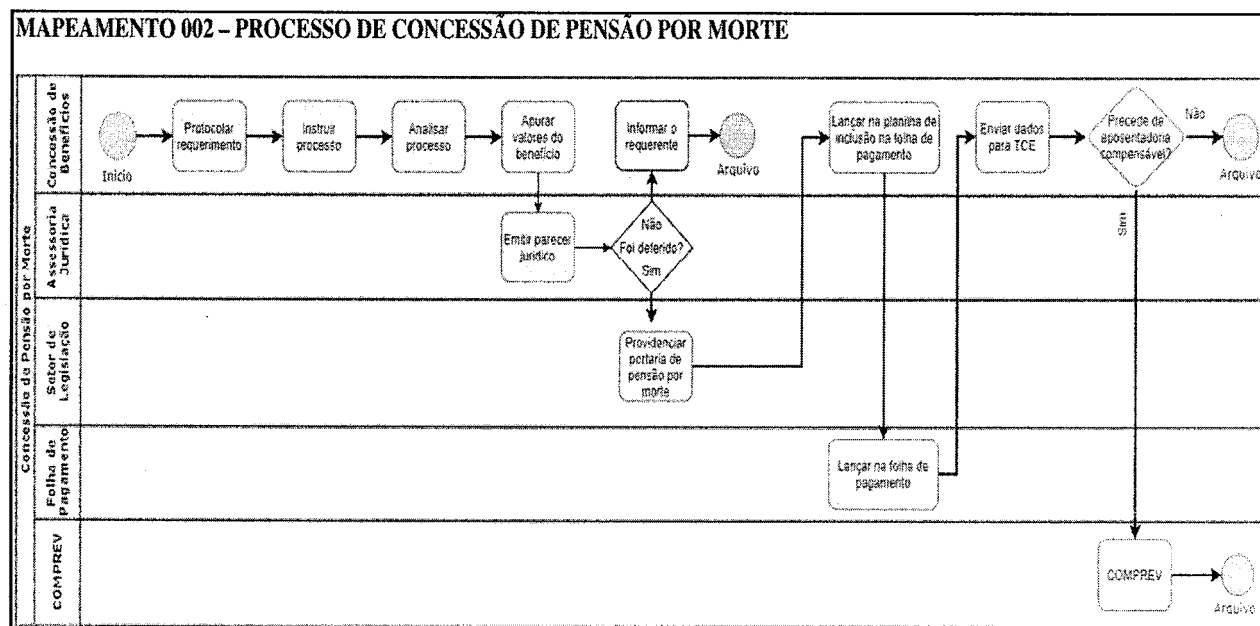 MAPEAMENTO 002 – PROCESSO DE CONCESSÃO DE PENSÃO POR MORTE
Concessão de Pensão por Morte
Concessão de
Benefícios
Início
Protocolar
requerimento
Instruir
processo
Analisar
processo
Apurar
valores do
benefício
Informar o
requerente
Arquivo
Lançar na planilha de
inclusão na folha de
pagamento
Enviar dados
para TCE
Precede de
aposentadoria
compensável?
Não
Arquivo
Sim
Assessoria
Jurídica
Emitir parecer
jurídico
Não
Foi deferido?
Sim
Setor de
Legislação
Providenciar
portaria de
pensão por
morte
Folha de
Pagamento
Lançar na folha de
pagamento
COMPREV
COMPREV
Arquivo